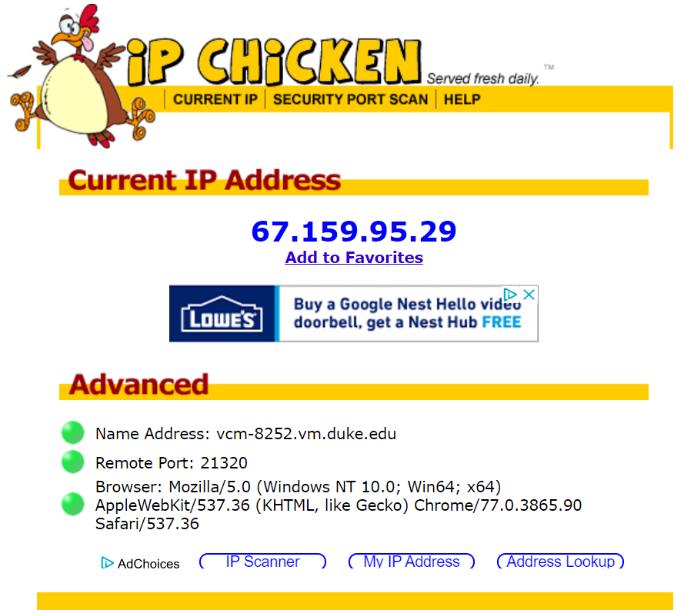 iP CHiCKEN Served fresh daily. ™
CURRENT IP | SECURITY PORT SCAN | HELP
Current IP Address
67.159.95.29
Add to Favorites
LOWE'S
Buy a Google Nest Hello video
doorbell, get a Nest Hub FREE
Advanced
Name Address: vcm-8252.vm.duke.edu
Remote Port: 21320
Browser: Mozilla/5.0 (Windows NT 10.0; Win64; x64)
AppleWebKit/537.36 (KHTML, like Gecko) Chrome/77.0.3865.90
Safari/537.36
AdChoices IP Scanner My IP Address Address Lookup